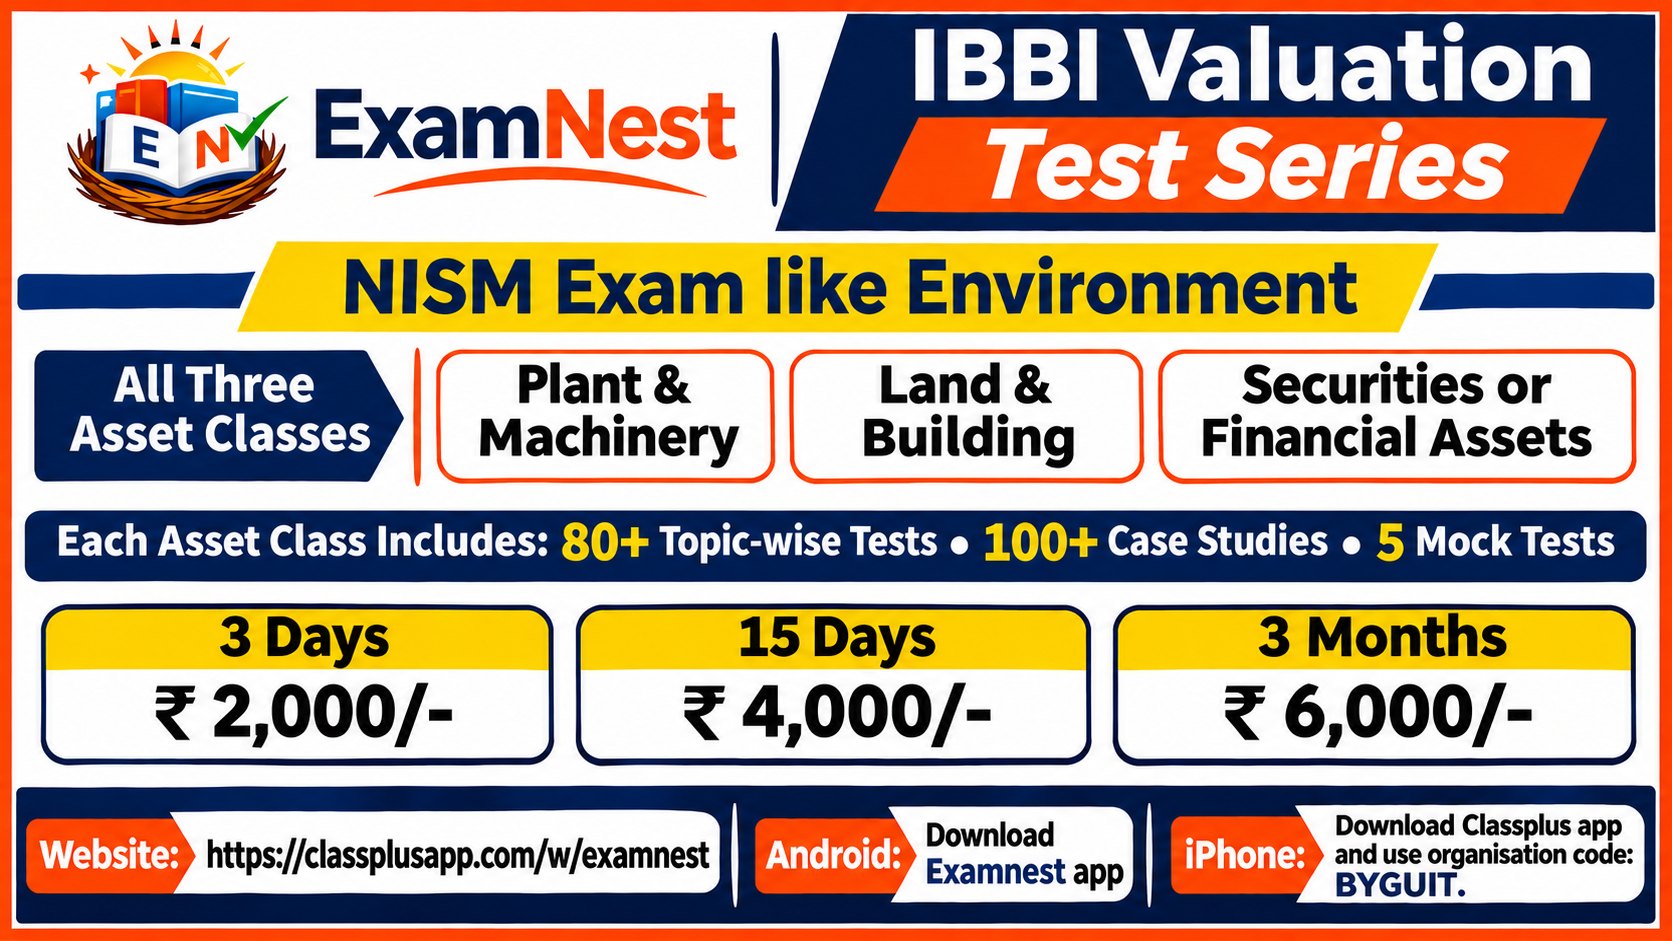 E N
ExamNest
IBBI Valuation
Test Series
NISM Exam like Environment
All Three
Asset Classes
Plant &
Machinery
Land &
Building
Securities or
Financial Assets
Each Asset Class Includes: 80+ Topic-wise Tests • 100+ Case Studies • 5 Mock Tests
3 Days
₹ 2,000/-
15 Days
₹ 4,000/-
3 Months
₹ 6,000/-
Website: https://classplusapp.com/w/examnest
Android:
Download
Examnest app
iPhone:
Download Classplus app
and use organisation code:
BYGUIT.